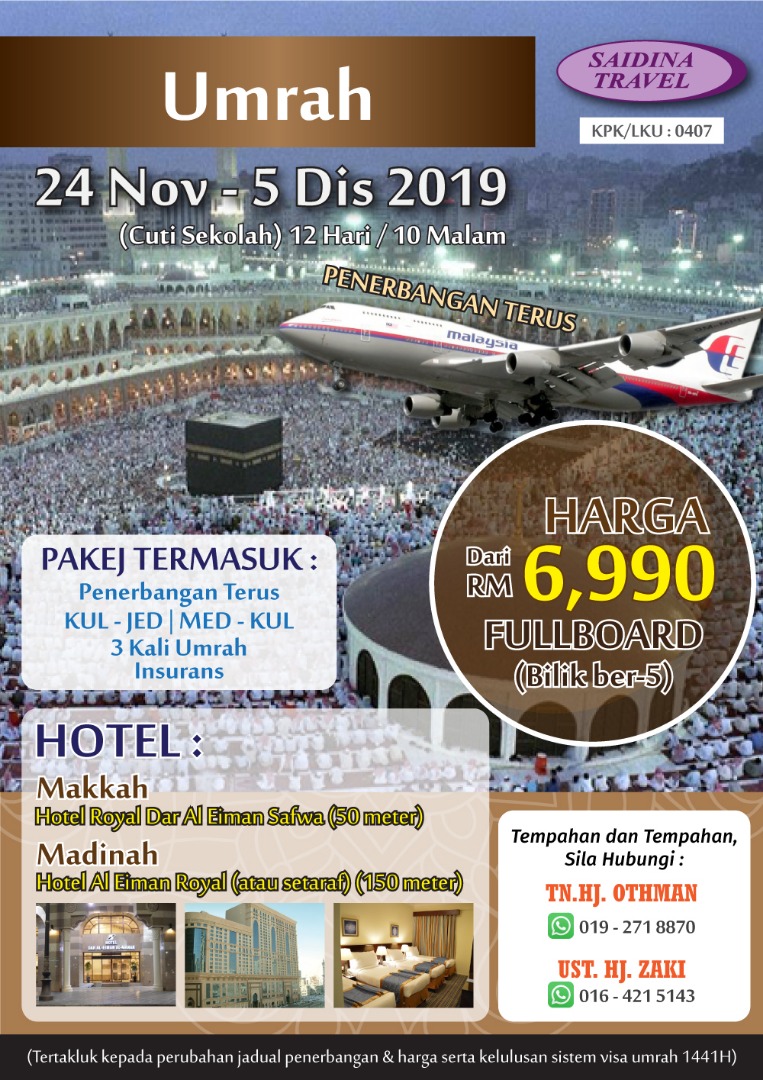 Umrah
SAIDINA
TRAVEL
KPK/LKU : 0407
24 Nov - 5 Dis 2019
(Cuti Sekolah) 12 Hari / 10 Malam
PENERBANGAN TERUS
malaysia
HARGA
Dari
RM 6,990
FULLBOARD
(Bilik ber-5)
PAKEJ TERMASUK :
Penerbangan Terus
KUL - JED | MED - KUL
3 Kali Umrah
Insurans
HOTEL :
Makkah
Hotel Royal Dar Al Eiman Safwa (50 meter)
Madinah
Hotel Al Eiman Royal (atau setaraf) (150 meter)
Tempahan dan Tempahan,
Sila Hubungi :
TN.HJ. OTHMAN
019 - 271 8870
UST. HJ. ZAKI
016 - 421 5143
(Tertakluk kepada perubahan jadual penerbangan & harga serta kelulusan sistem visa umrah 1441H)